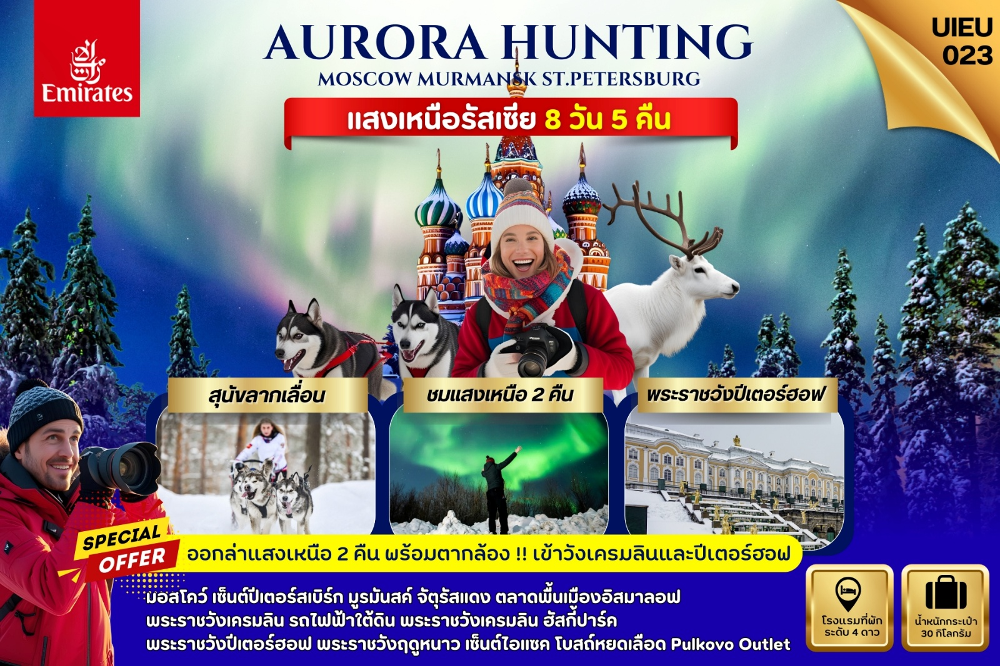 Emirates
AURORA HUNTING
UIEU
023
MOSCOW MURMANSK ST.PETERSBURG
แสงเหนือรัสเซีย 8 วัน 5 คืน
สุนัขลากเลื่อน
ชมแสงเหนือ 2 คืน
พระราชวังปีเตอร์ฮอฟ
SPECIAL
OFFER
ออกล่าแสงเหนือ 2 คืน พร้อมตากล้อง !! เข้าวังเครมลินและปีเตอร์ฮอฟ
มอสโคว์ เซ็นต์ปีเตอร์สเบิร์ก มูรมันสค์ จัตุรัสแดง ตลาดพื้นเมืองอิสมาลอฟ
พระราชวังเครมลิน รถไฟฟ้าใต้ดิน พระราชวังเครมลิน ฮัสกี้ปาร์ค
พระราชวังปีเตอร์ฮอฟ พระราชวังฤดูหนาว เซ็นต์ไอแซค โบสถ์หยดเลือด Pulkovo Outlet
โรงแรมที่พัก
ระดับ 4 ดาว
น้ำหนักกระเป๋า
30 กิโลกรัม